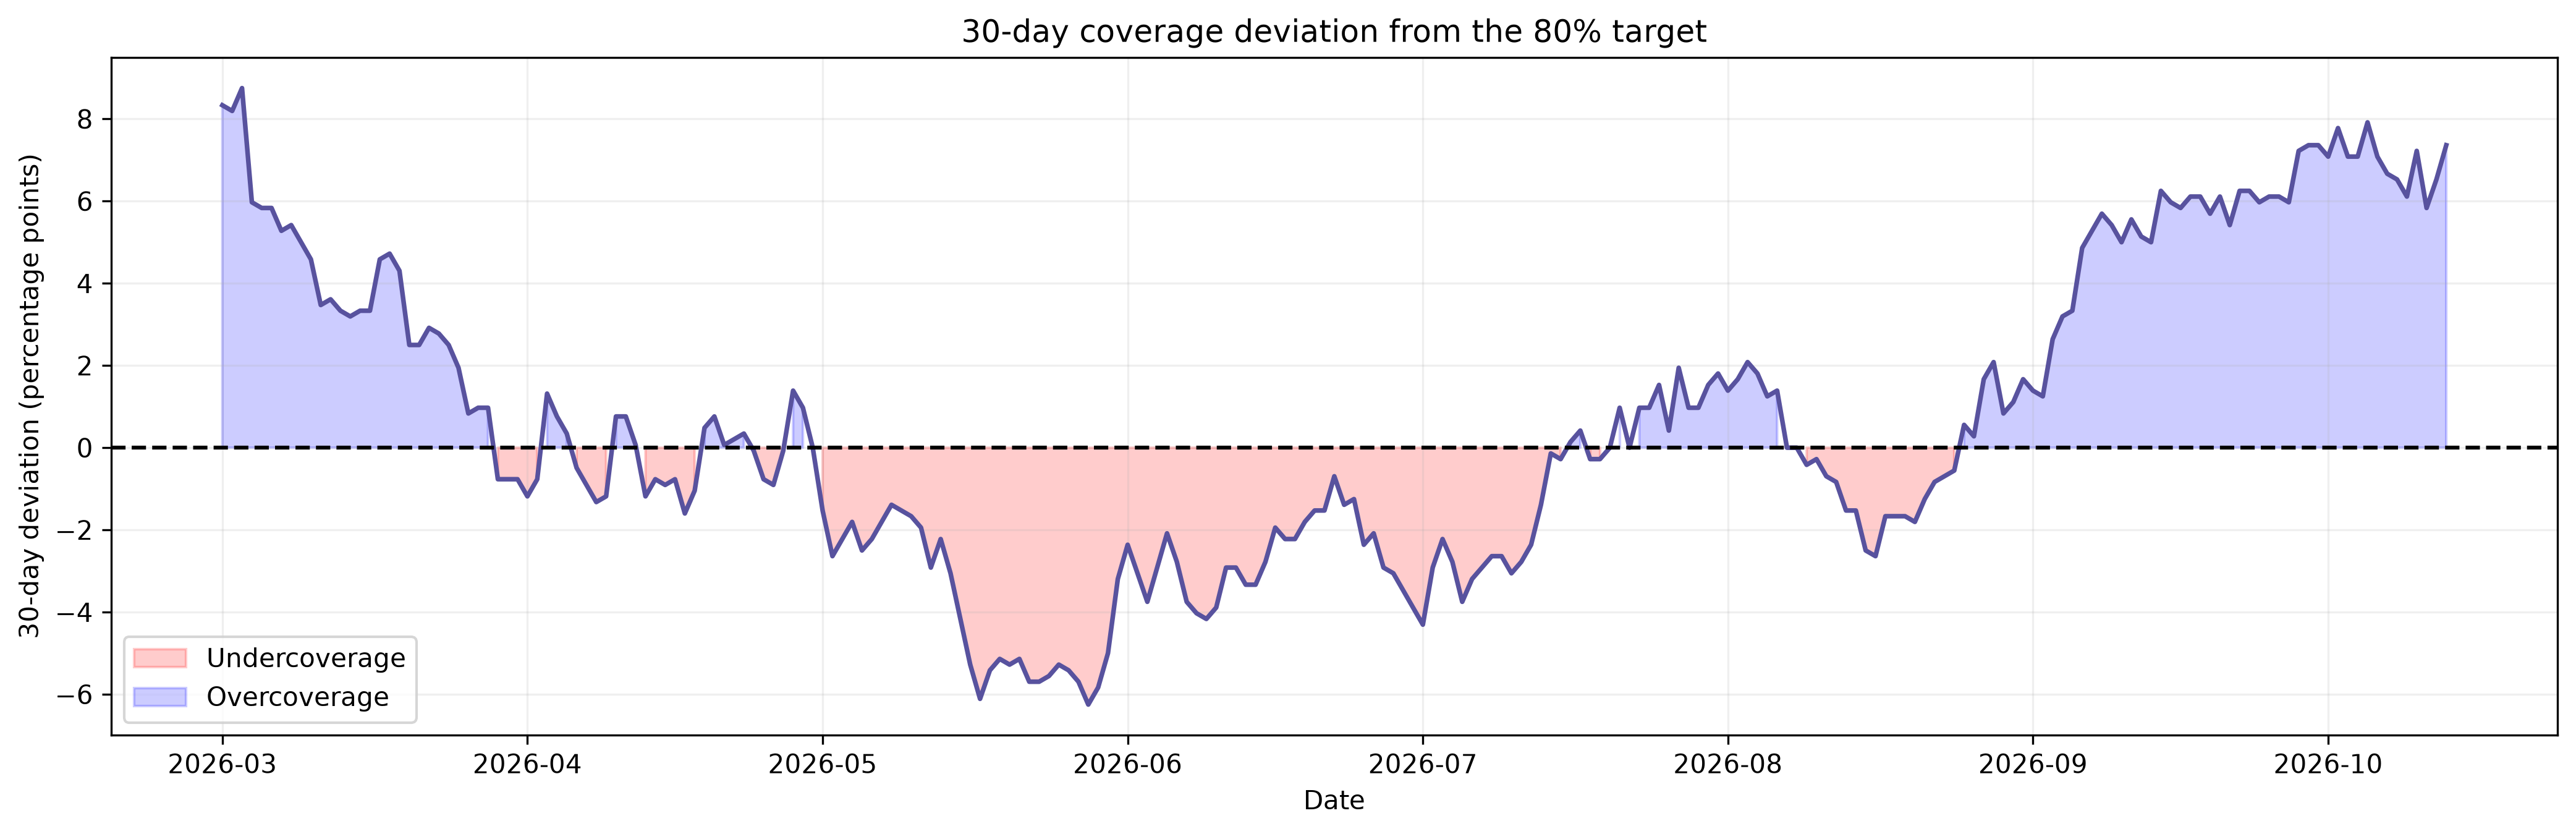 30-day coverage deviation from the 80% target
30-day deviation (percentage points)
8
6
4
2
0
−2
−4
−6
Undercoverage
Overcoverage
2026-03 2026-04 2026-05 2026-06 2026-07 2026-08 2026-09 2026-10
Date